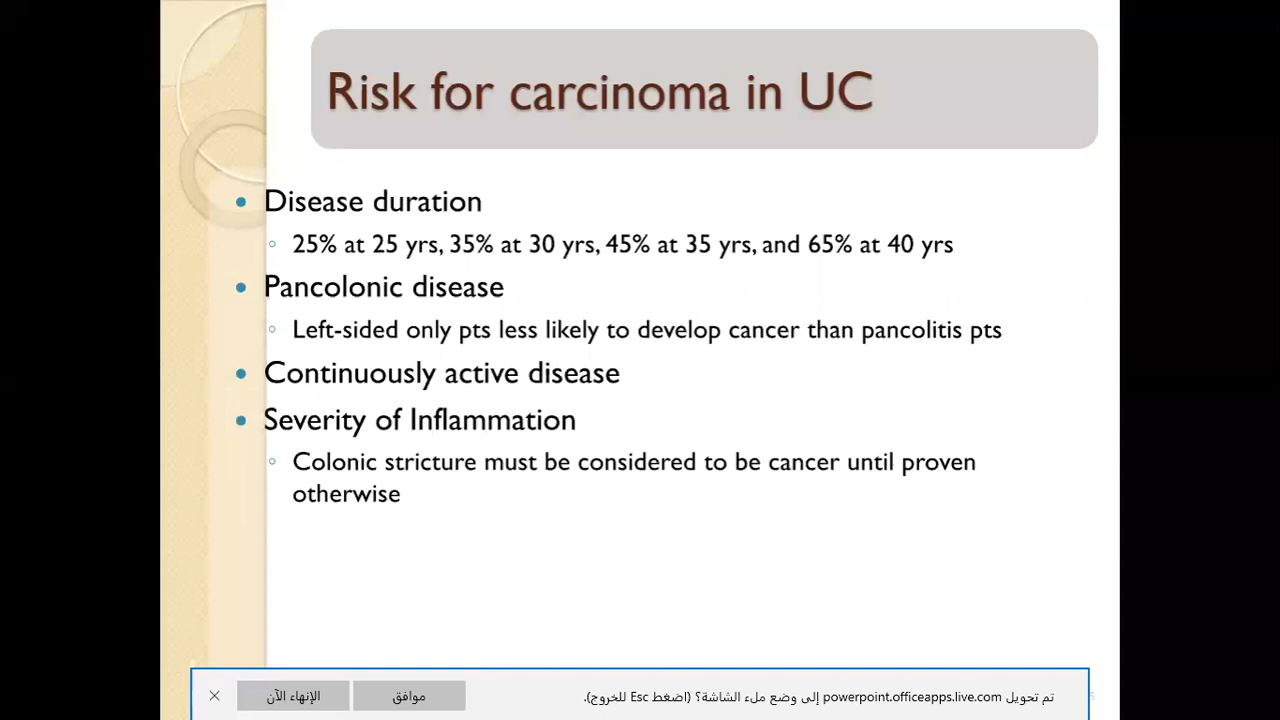 Risk for carcinoma in UC
• Disease duration
◦ 25% at 25 yrs, 35% at 30 yrs, 45% at 35 yrs, and 65% at 40 yrs
• Pancolonic disease
◦ Left-sided only pts less likely to develop cancer than pancolitis pts
• Continuously active disease
• Severity of Inflammation
◦ Colonic stricture must be considered to be cancer until proven
otherwise
تم تحويل powerpoint.officeapps.live.com إلى وضع ملء الشاشة؟ (اضغط Esc للخروج).
موافق
الإنهاء الآن